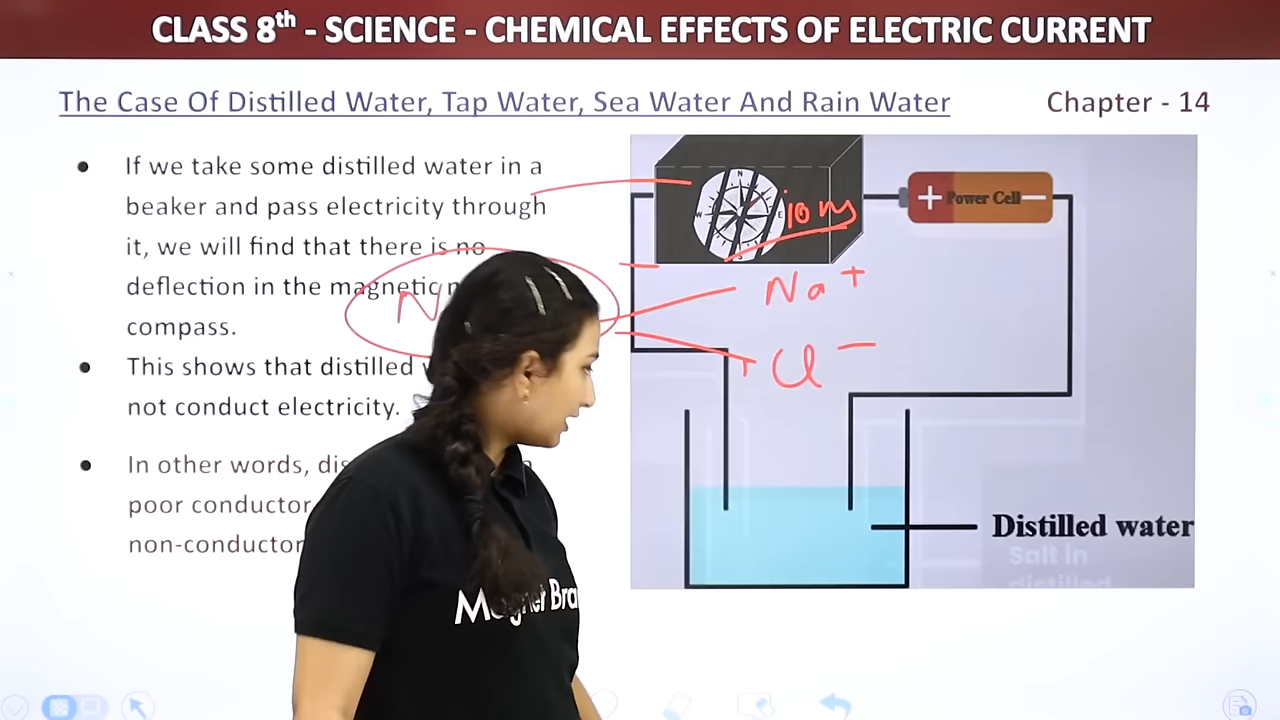 CLASS 8th - SCIENCE - CHEMICAL EFFECTS OF ELECTRIC CURRENT
The Case Of Distilled Water, Tap Water, Sea Water And Rain Water
Chapter - 14
• If we take some distilled water in a
beaker and pass electricity through
it, we will find that there is no
deflection in the magnetic
compass.
• This shows that distilled
not conduct electricity.
• In other words,
poor conductor
non-conductor
N
W
E
ions
+ Power Cell −
Na+
Cl−
Distilled water
Salt in
distilled